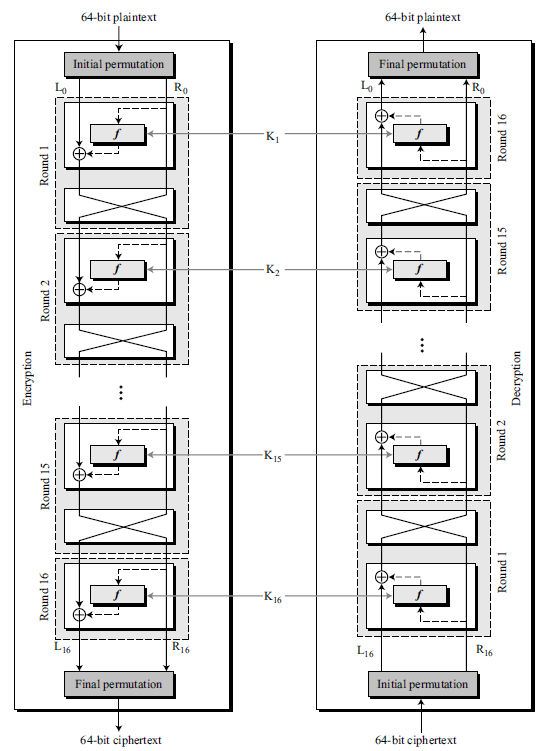 64-bit plaintext
64-bit plaintext
Initial permutation
Final permutation
L0
R0
L0
R0
Round 1
f
K1
f
Round 16
Round 2
f
K2
f
Round 15
Encryption
Decryption
Round 15
f
K15
f
Round 2
Round 16
f
K16
f
Round 1
L16
R16
L16
R16
Final permutation
Initial permutation
64-bit ciphertext
64-bit ciphertext